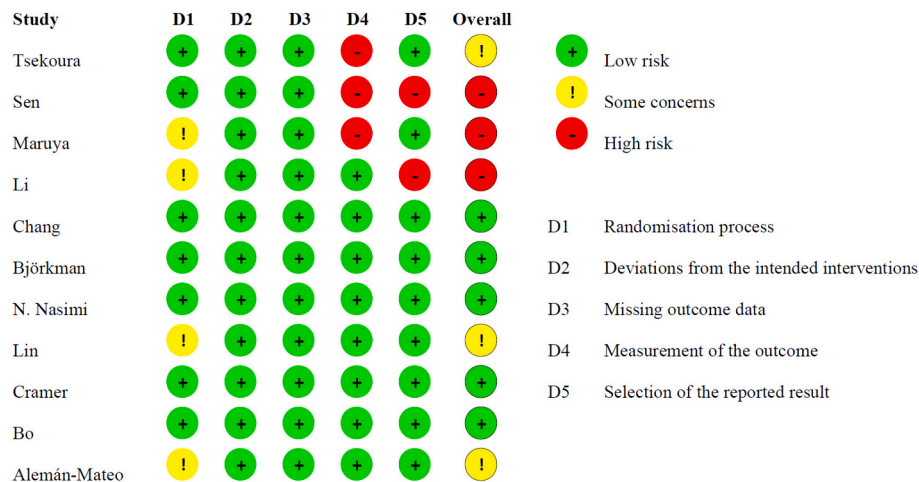 Study D1 D2 D3 D4 D5 Overall
Tsekoura + + + - + !
Sen + + + - - -
Maruya ! + + - + -
Li ! + + + - -
Chang + + + + + +
Björkman + + + + + +
N. Nasimi + + + + + +
Lin ! + + + + !
Cramer + + + + + +
Bo + + + + + +
Alemán-Mateo ! + + + + !
+ Low risk
! Some concerns
- High risk
D1 Randomisation process
D2 Deviations from the intended interventions
D3 Missing outcome data
D4 Measurement of the outcome
D5 Selection of the reported result